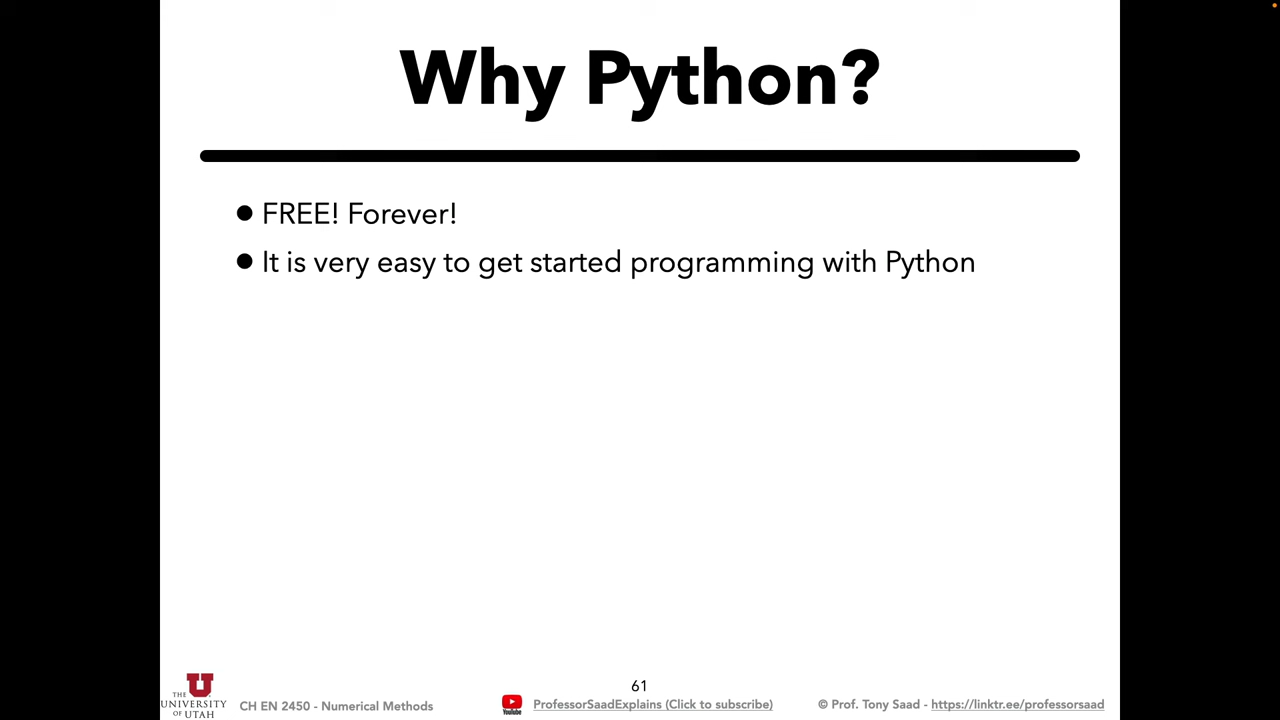 Why Python?
● FREE! Forever!
● It is very easy to get started programming with Python
61
THE
UNIVERSITY
OF UTAH
CH EN 2450 - Numerical Methods
YouTube
ProfessorSaadExplains (Click to subscribe)
© Prof. Tony Saad - https://linktr.ee/professorsaad